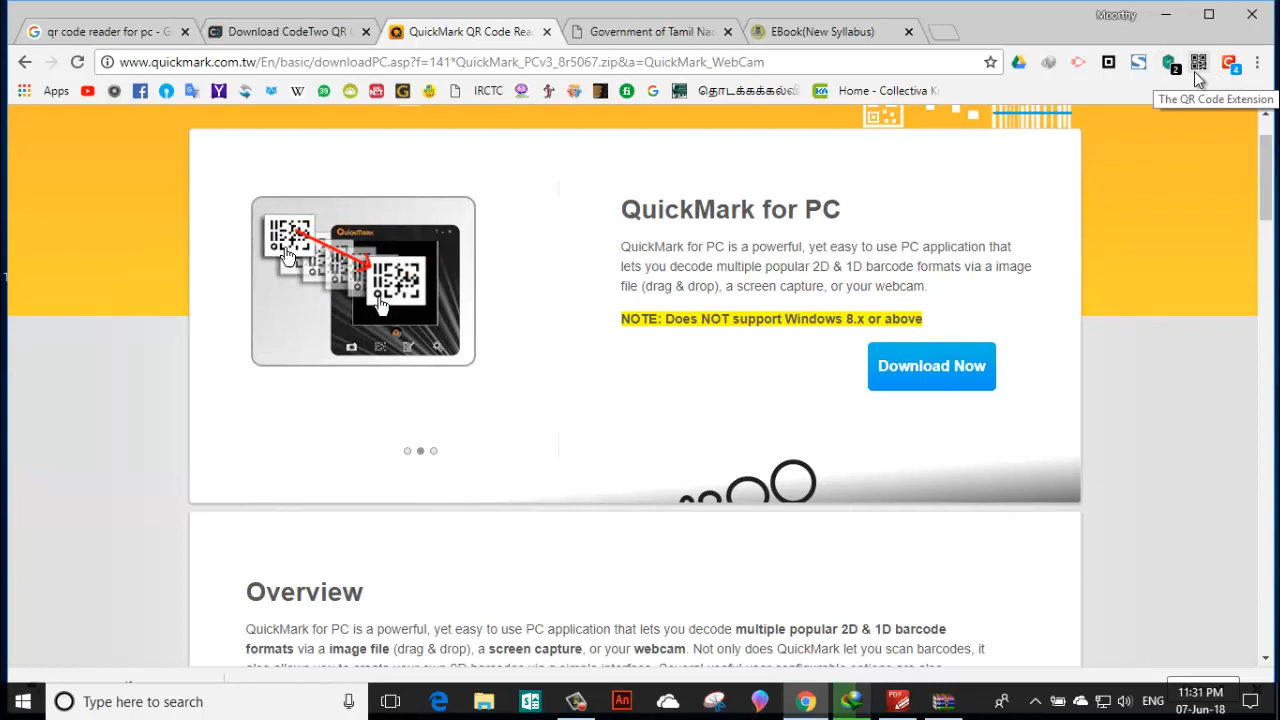 Moorthy
qr code reader for pc - G
Download CodeTwo QR C
QuickMark QR Code Rea
Government of Tamil Nad
EBook(New Syllabus)
www.quickmark.com.tw/En/basic/downloadPC.asp?f=141*QuickMark_PCv3_8r5067.zip&a=QuickMark_WebCam
2
4
Apps
IRCTC
தொடக்கக்கல்வி
Home - Collectiva K
The QR Code Extension
QuickMark
QuickMark for PC
QuickMark for PC is a powerful, yet easy to use PC application that
lets you decode multiple popular 2D & 1D barcode formats via a image
file (drag & drop), a screen capture, or your webcam.
NOTE: Does NOT support Windows 8.x or above
Download Now
Overview
QuickMark for PC is a powerful, yet easy to use PC application that lets you decode multiple popular 2D & 1D barcode
formats via a image file (drag & drop), a screen capture, or your webcam. Not only does QuickMark let you scan barcodes, it
Type here to search
An
PDF
ENG
11:31 PM
07-Jun-18